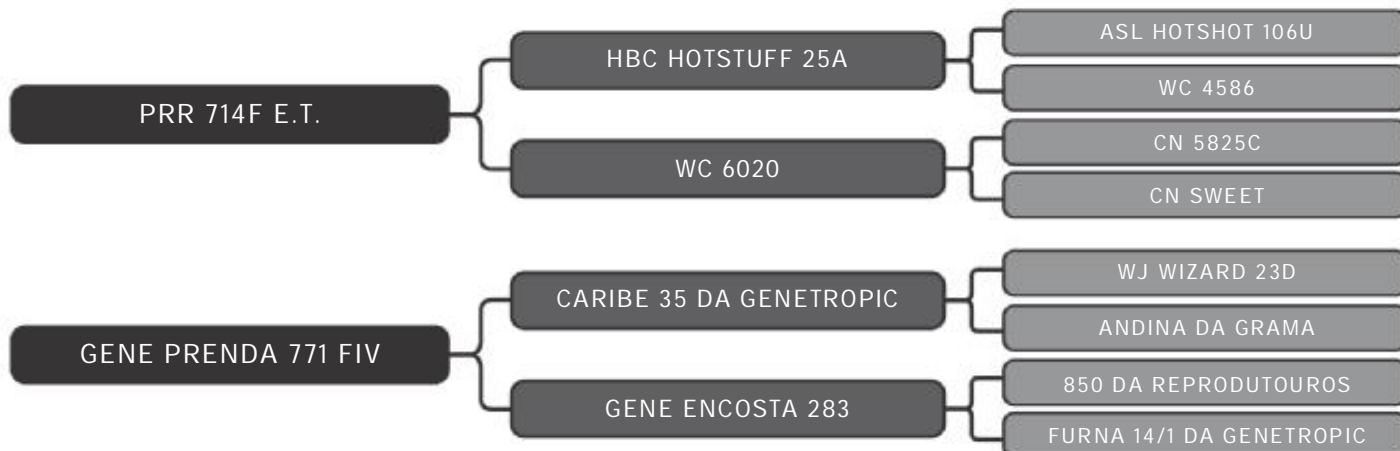 PRR 714F E.T.
HBC HOTSTUFF 25A
ASL HOTSHOT 106U
WC 4586
WC 6020
CN 5825C
CN SWEET
GENE PRENDA 771 FIV
CARIBE 35 DA GENETROPIC
WJ WIZARD 23D
ANDINA DA GRAMA
GENE ENCOSTA 283
850 DA REPRODUTOUROS
FURNA 14/1 DA GENETROPIC